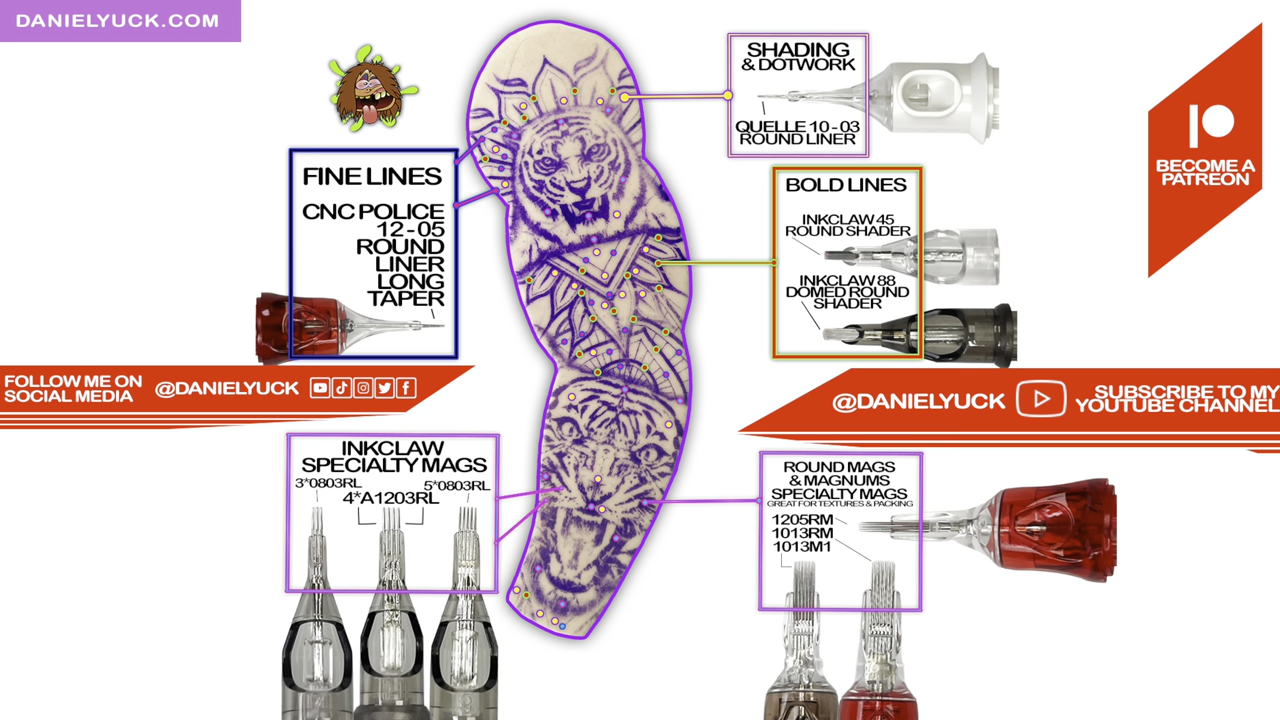 DANIELYUCK.COM
SHADING
& DOTWORK
QUELLE 10-03
ROUND LINER
BECOME A
PATREON
FINE LINES
CNC POLICE
12-05
ROUND
LINER
LONG
TAPER
BOLD LINES
INKCLAW 45
ROUND SHADER
INKCLAW 88
DOMED ROUND
SHADER
FOLLOW ME ON
SOCIAL MEDIA
@DANIELYUCK
@DANIELYUCK
SUBSCRIBE TO MY
YOUTUBE CHANNEL
INKCLAW
SPECIALTY MAGS
3*0803RL
4*A1203RL
5*0803RL
ROUND MAGS
& MAGNUMS
SPECIALTY MAGS
GREAT FOR TEXTURES & PACKING
1205RM
1013RM
1013M1